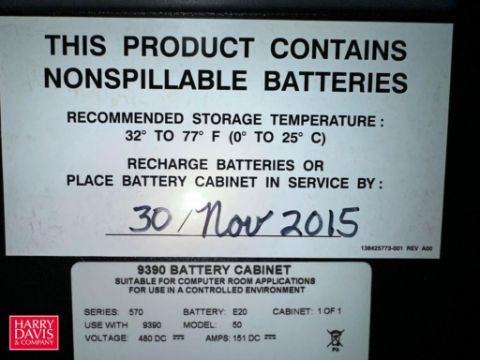 THIS PRODUCT CONTAINS
NONSPILLABLE BATTERIES
RECOMMENDED STORAGE TEMPERATURE:
32° TO 77° F (0° TO 25° C)
RECHARGE BATTERIES OR
PLACE BATTERY CABINET IN SERVICE BY:
30/Nov 2015
138425773-001 REV A00
9390 BATTERY CABINET
SUITABLE FOR COMPUTER ROOM APPLICATIONS
FOR USE IN A CONTROLLED ENVIRONMENT
SERIES: 570 BATTERY: E20 CABINET: 1 OF 1
USE WITH 9390 MODEL: 50
VOLTAGE: 480 DC AMPS: 151 DC
HARRY
DAVIS
& COMPANY